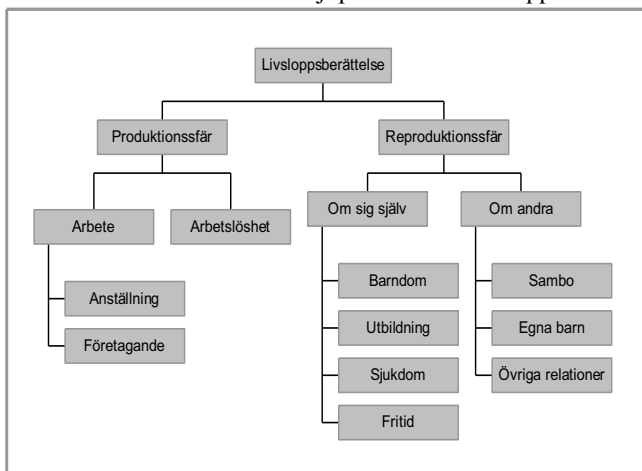 Livsloppsberättelse
Produktionssfär
Reproduktionssfär
Arbete
Arbetslöshet
Om sig själv
Om andra
Anställning
Företagande
Barndom
Utbildning
Sjukdom
Fritid
Sambo
Egna barn
Övriga relationer